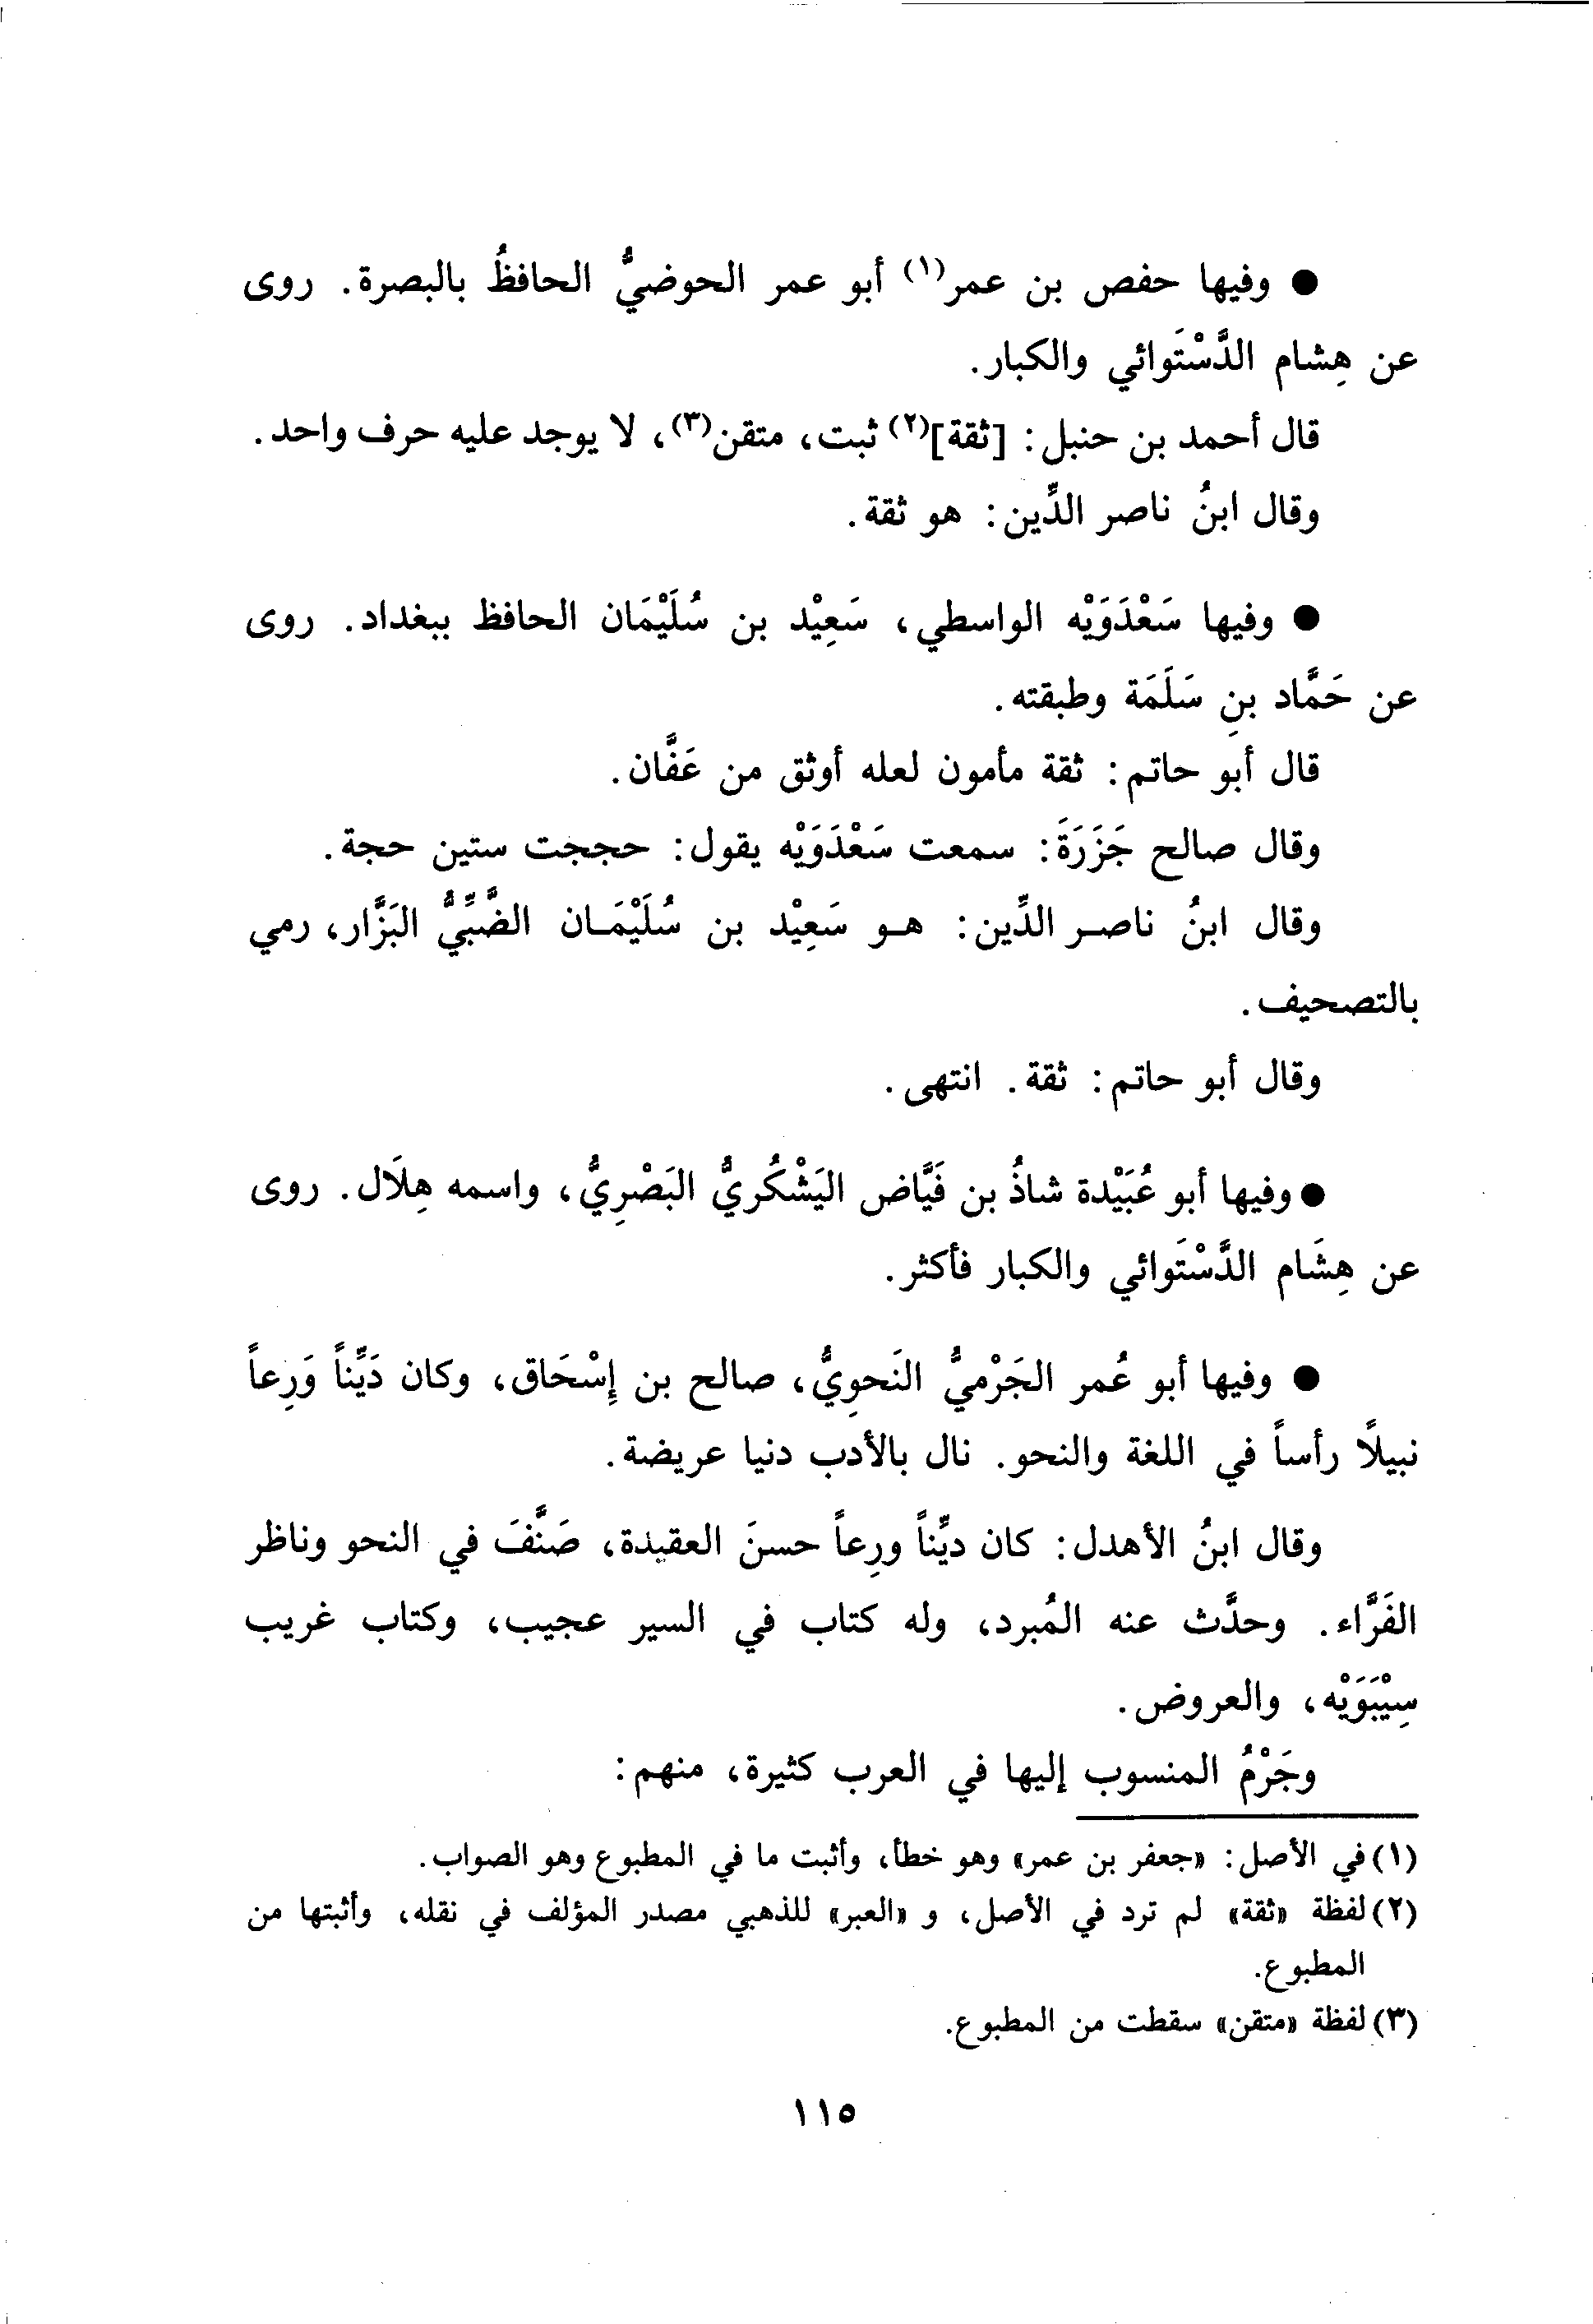 ● وفيها حفص بن عمر(١) أبو عمر الحوضيُّ الحافظُ بالبصرة. روى
عن هِشام الدَّسْتَوائي والكبار.
قال أحمد بن حنبل: [ثقة](٢) ثبت، متقن(٣)، لا يوجد عليه حرف واحد.
وقال ابنُ ناصر الدِّين: هو ثقة.
● وفيها سَعْدَوَيْه الواسطي، سَعِيْد بن سُلَيْمَان الحافظ ببغداد. روى
عن حَمَّاد بنِ سَلَمَة وطبقته.
قال أبو حاتم: ثقة مأمون لعله أوثق من عَفَّان.
وقال صالح جَزَرَةَ: سمعت سَعْدَوَيْه يقول: حججت ستين حجة.
وقال ابنُ ناصر الدِّين: هو سَعِيْد بن سُلَيْمَان الضَّبِّيُّ البَزَّار، رمي
بالتصحيف.
وقال أبو حاتم: ثقة. انتهى.
● وفيها أبو عُبَيْدة شاذُ بن فَيَّاض اليَشْكُريُّ البَصْرِيُّ، واسمه هِلَال. روى
عن هِشَام الدَّسْتَوائي والكبار فأكثر.
● وفيها أبو عُمر الجَرْميُّ النَحوِيُّ، صالح بن إِسْحَاق، وكان دَيِّناً وَرِعاً
نبيلًا رأساً في اللغة والنحو. نال بالأدب دنيا عريضة.
وقال ابنُ الأهدل: كان ديِّناً ورِعاً حسنَ العقيدة، صَنَّفَ في النحو وناظر
الفَرَّاء. وحدَّث عنه المُبرد، وله كتاب في السير عجيب، وكتاب غريب
سِيْبَوَيْه، والعروض.
وجَرْمُ المنسوب إليها في العرب كثيرة، منهم:
(١) في الأصل: «جعفر بن عمر» وهو خطأ، وأثبت ما في المطبوع وهو الصواب.
(٢) لفظة «ثقة» لم ترد في الأصل، و «العبر» للذهبي مصدر المؤلف في نقله، وأثبتها من
المطبوع.
(٣) لفظة «متقن» سقطت من المطبوع.
١١٥